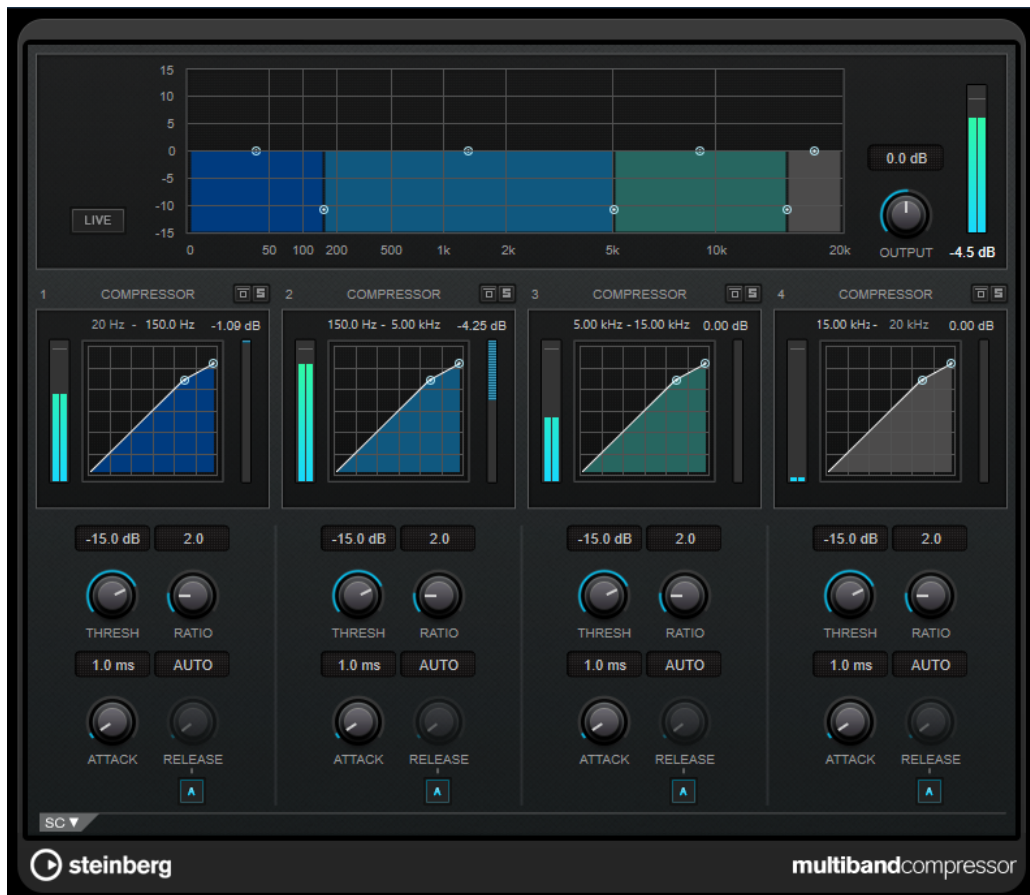 15
10
5
0
-5
-10
-15
0 50 100 200 500 1k 2k 5k 10k 20k
LIVE
0.0 dB
OUTPUT
-4.5 dB
1 COMPRESSOR S 2 COMPRESSOR S 3 COMPRESSOR S 4 COMPRESSOR S
20 Hz - 150.0 Hz -1.09 dB 150.0 Hz - 5.00 kHz -4.25 dB 5.00 kHz - 15.00 kHz 0.00 dB 15.00 kHz - 20 kHz 0.00 dB
-15.0 dB 2.0 -15.0 dB 2.0 -15.0 dB 2.0 -15.0 dB 2.0
THRESH RATIO THRESH RATIO THRESH RATIO THRESH RATIO
1.0 ms AUTO 1.0 ms AUTO 1.0 ms AUTO 1.0 ms AUTO
ATTACK RELEASE ATTACK RELEASE ATTACK RELEASE ATTACK RELEASE
A A A A
SC ▼
steinberg multibandcompressor